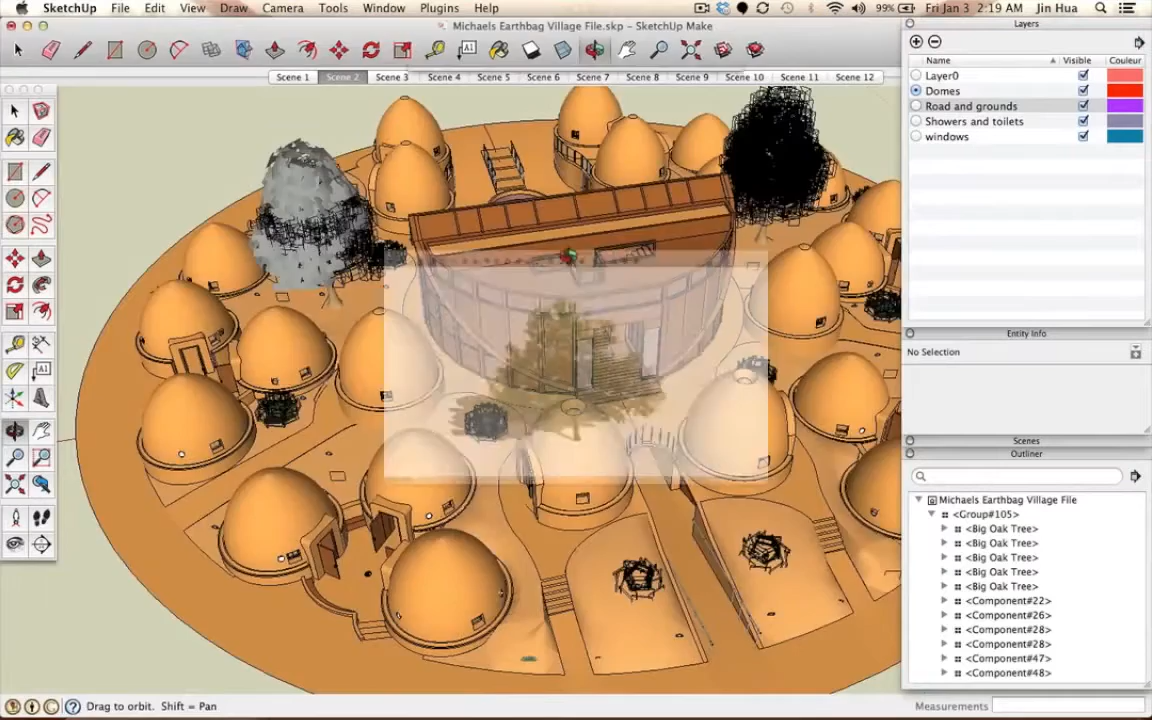 SketchUp File Edit View Draw Camera Tools Window Plugins Help 99% Fri Jan 3 2:19 AM Jin Hua
Michaels Earthbag Village File.skp - SketchUp Make
Scene 1 Scene 2 Scene 3 Scene 4 Scene 5 Scene 6 Scene 7 Scene 8 Scene 9 Scene 10 Scene 11 Scene 12
Layers
Name Visible Couleur
Layer0
Domes
Road and grounds
Showers and toilets
windows
Entity Info
No Selection
Scenes
Outliner
Michaels Earthbag Village File
<Group#105>
<Big Oak Tree>
<Big Oak Tree>
<Big Oak Tree>
<Big Oak Tree>
<Big Oak Tree>
<Component#22>
<Component#26>
<Component#28>
<Component#28>
<Component#47>
<Component#48>
Drag to orbit. Shift = Pan
Measurements